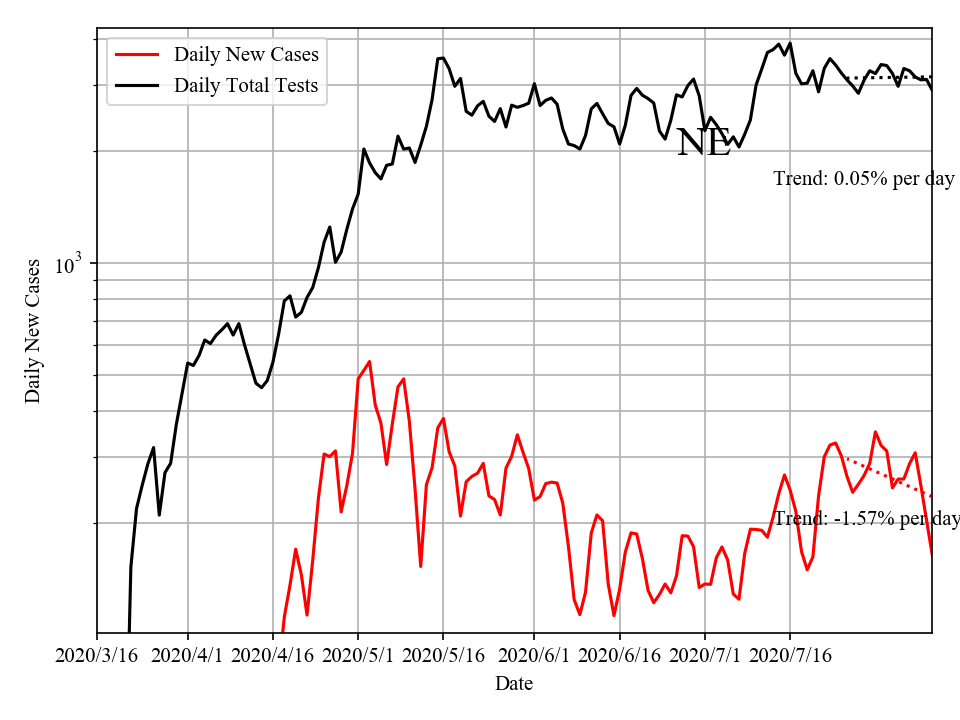 Daily New Cases
Daily Total Tests
NE
Trend: 0.05% per day
10³
Daily New Cases
Trend: -1.57% per day
2020/3/16 2020/4/1 2020/4/16 2020/5/1 2020/5/16 2020/6/1 2020/6/16 2020/7/1 2020/7/16
Date